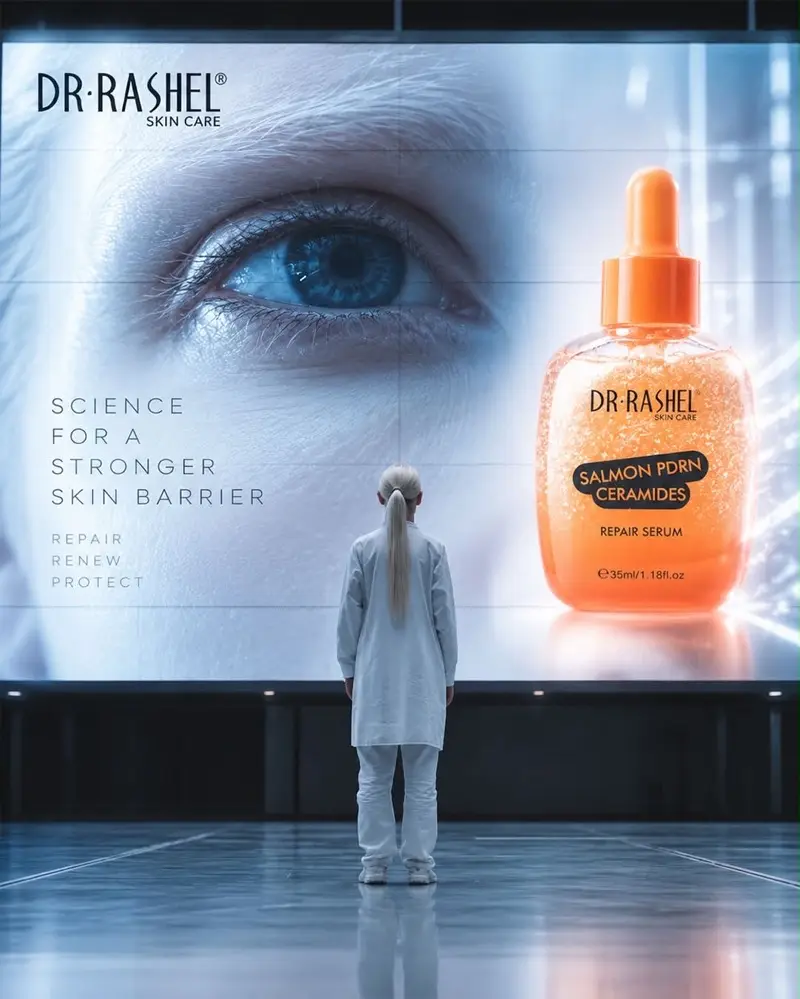 DR·RASHEL®
SKIN CARE
SCIENCE
FOR A
STRONGER
SKIN BARRIER
REPAIR
RENEW
PROTECT
DR·RASHEL
SKIN CARE
SALMON PDRN
CERAMIDES
REPAIR SERUM
℮35ml/1.18fl.oz